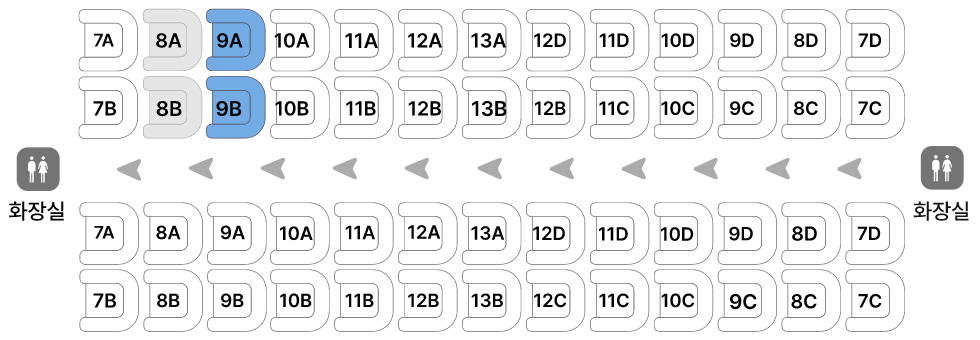 7A 8A 9A 10A 11A 12A 13A 12D 11D 10D 9D 8D 7D
7B 8B 9B 10B 11B 12B 13B 12B 11C 10C 9C 8C 7C
화장실 화장실
7A 8A 9A 10A 11A 12A 13A 12D 11D 10D 9D 8D 7D
7B 8B 9B 10B 11B 12B 13B 12C 11C 10C 9C 8C 7C